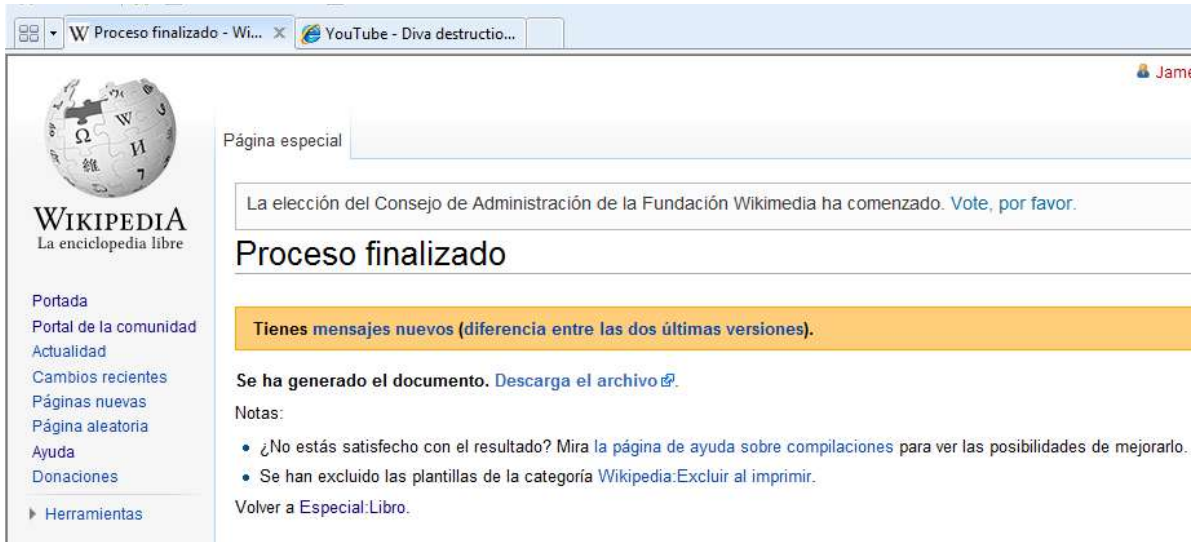 Proceso finalizado - Wi...
YouTube - Diva destructio...
Jame
Página especial
WIKIPEDIA
La enciclopedia libre
La elección del Consejo de Administración de la Fundación Wikimedia ha comenzado. Vote, por favor.
Proceso finalizado
Portada
Portal de la comunidad
Actualidad
Cambios recientes
Páginas nuevas
Página aleatoria
Ayuda
Donaciones
Herramientas
Tienes mensajes nuevos (diferencia entre las dos últimas versiones).
Se ha generado el documento. Descarga el archivo.
Notas:
• ¿No estás satisfecho con el resultado? Mira la página de ayuda sobre compilaciones para ver las posibilidades de mejorarlo.
• Se han excluido las plantillas de la categoría Wikipedia:Excluir al imprimir.
Volver a Especial:Libro.